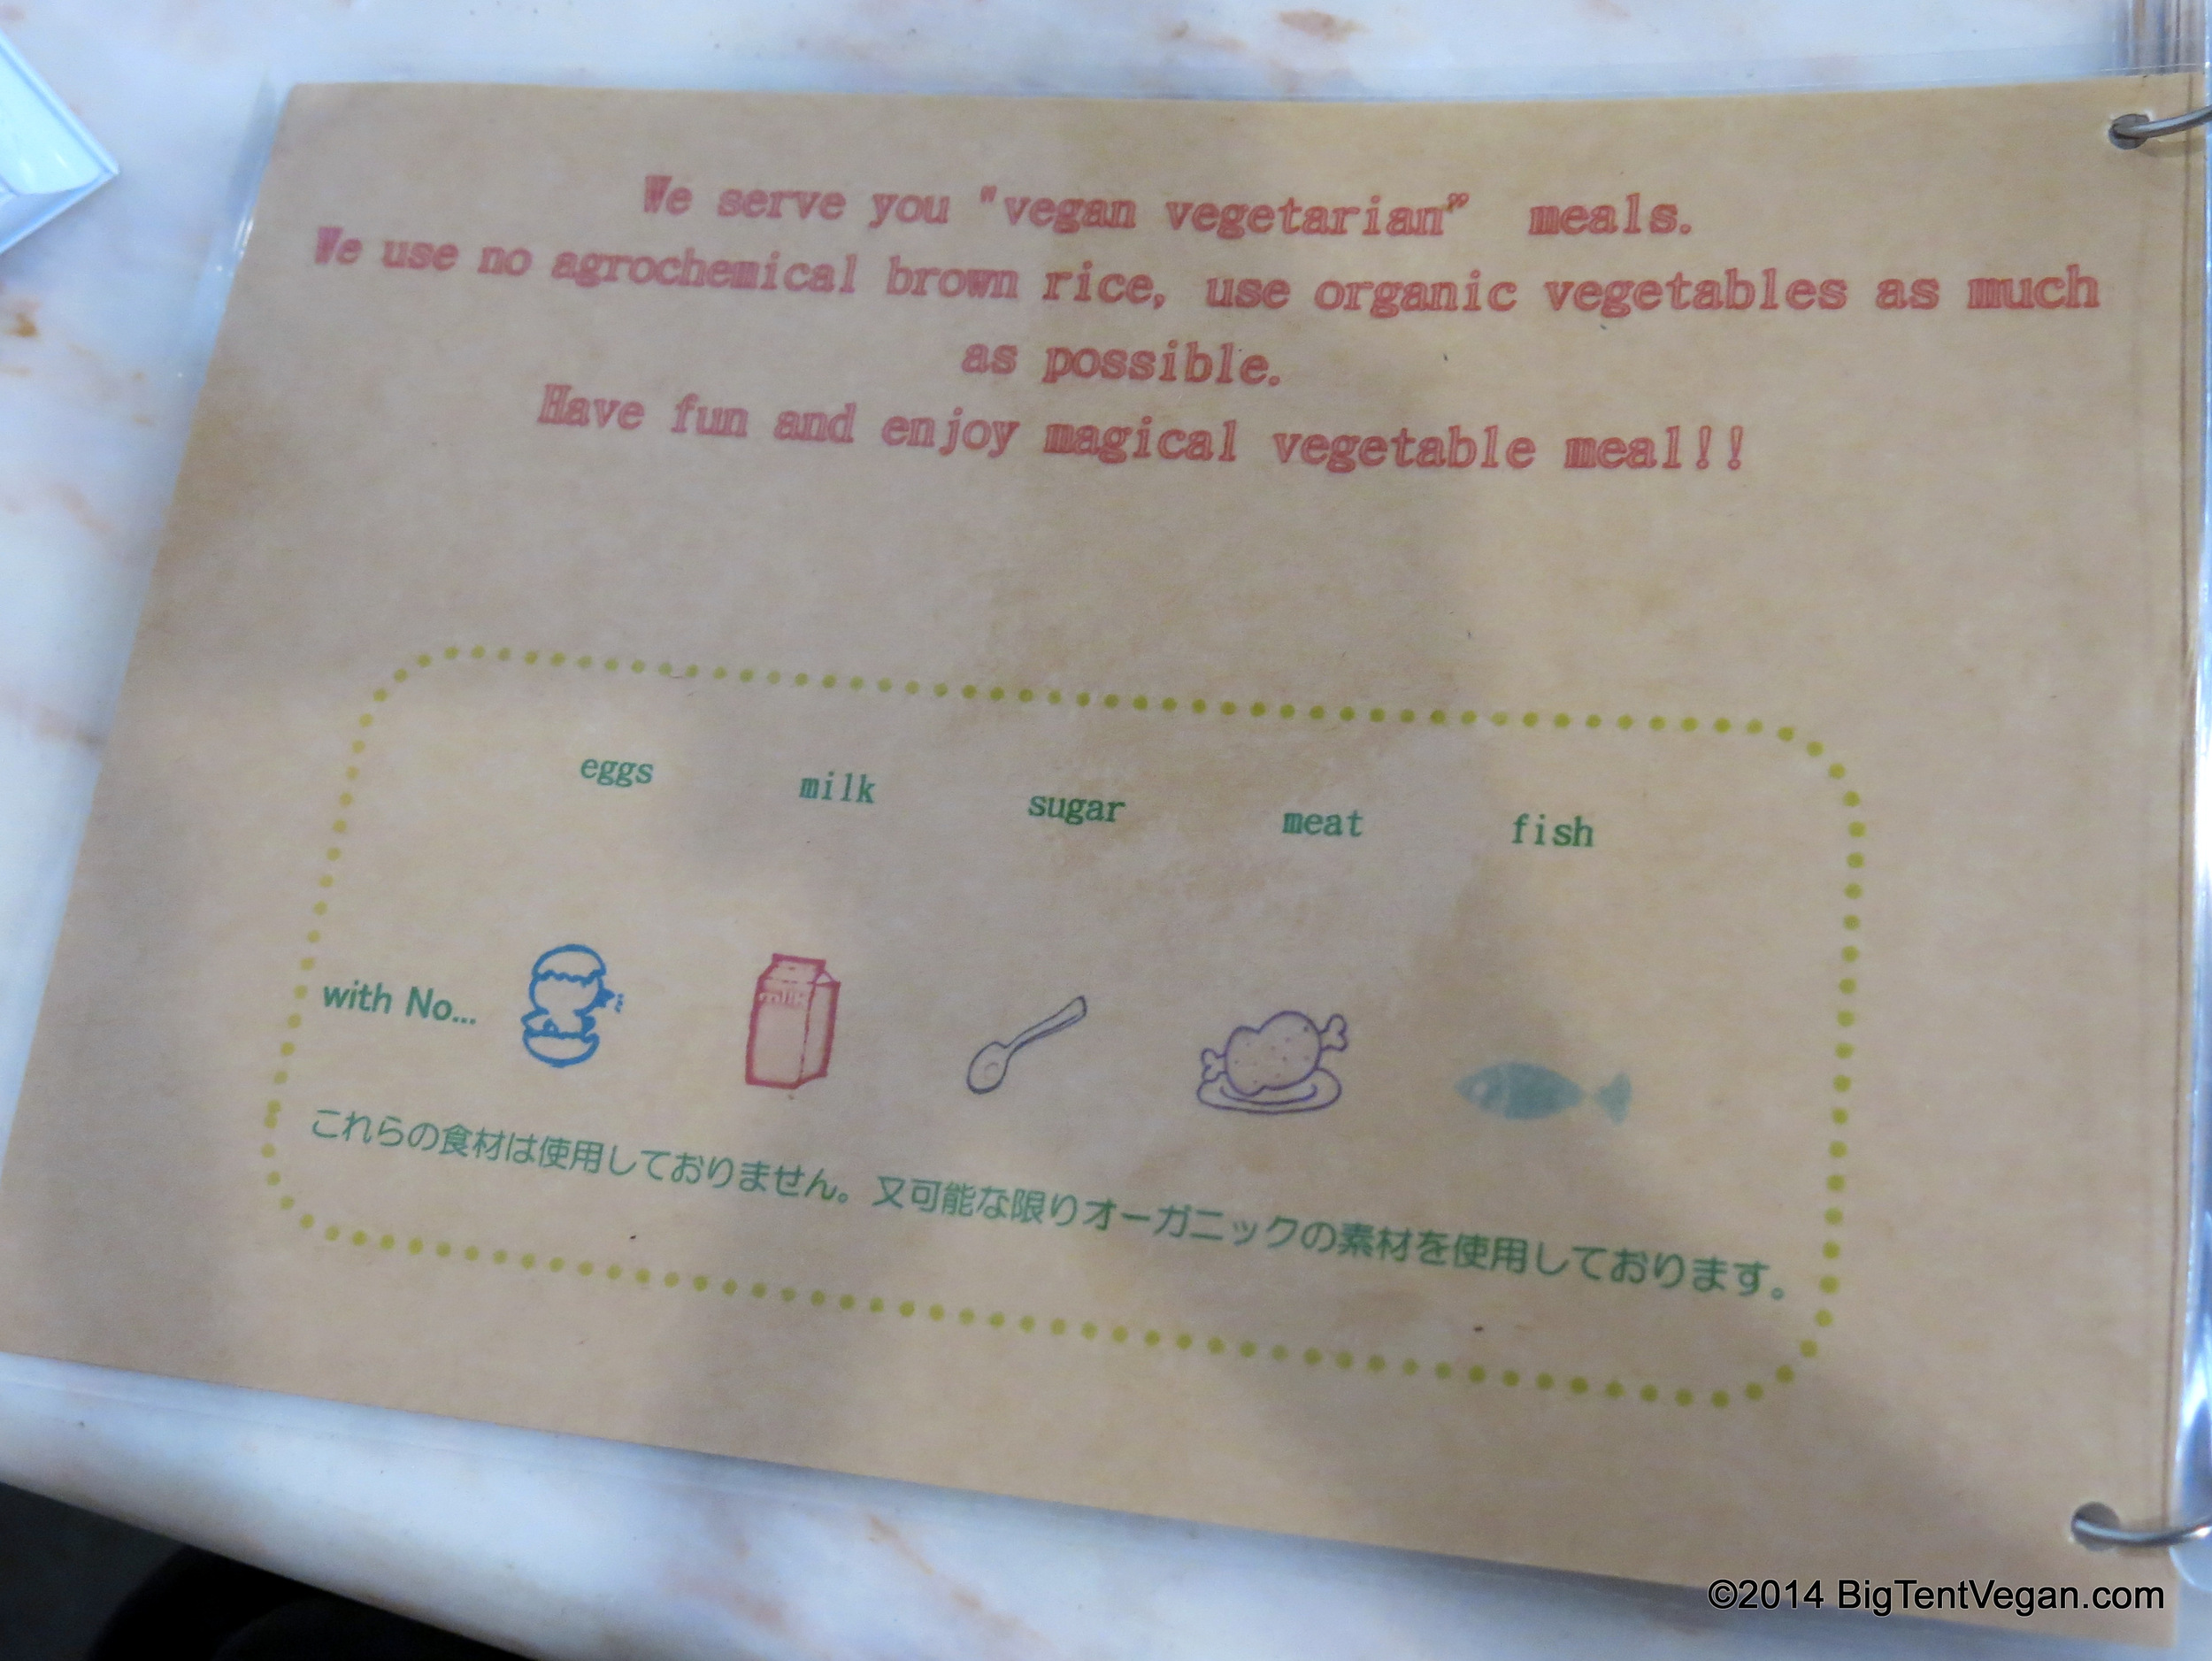 We serve you "vegan vegetarian” meals.
We use no agrochemical brown rice, use organic vegetables as much
as possible.
Have fun and enjoy magical vegetable meal!!
eggs milk sugar meat fish
with No...
milk
これらの食材は使用しておりません。又可能な限りオーガニックの素材を使用しております。
©2014 BigTentVegan.com